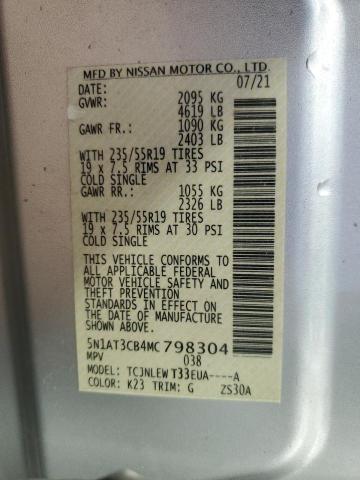 MFD BY NISSAN MOTOR CO., LTD.
DATE: 07/21
GVWR: 2095 KG
4619 LB
GAWR FR.: 1090 KG
2403 LB
WITH 235/55R19 TIRES
19 x 7.5 RIMS AT 33 PSI
COLD SINGLE
GAWR RR.: 1055 KG
2326 LB
WITH 235/55R19 TIRES
19 x 7.5 RIMS AT 30 PSI
COLD SINGLE
THIS VEHICLE CONFORMS TO
ALL APPLICABLE FEDERAL
MOTOR VEHICLE SAFETY AND
THEFT PREVENTION
STANDARDS IN EFFECT ON
THE DATE OF MANUFACTURE
SHOWN ABOVE.
5N1AT3CB4MC798304
MPV 038
MODEL: TCJNLEW T33EUA----A
COLOR: K23 TRIM: G ZS30A